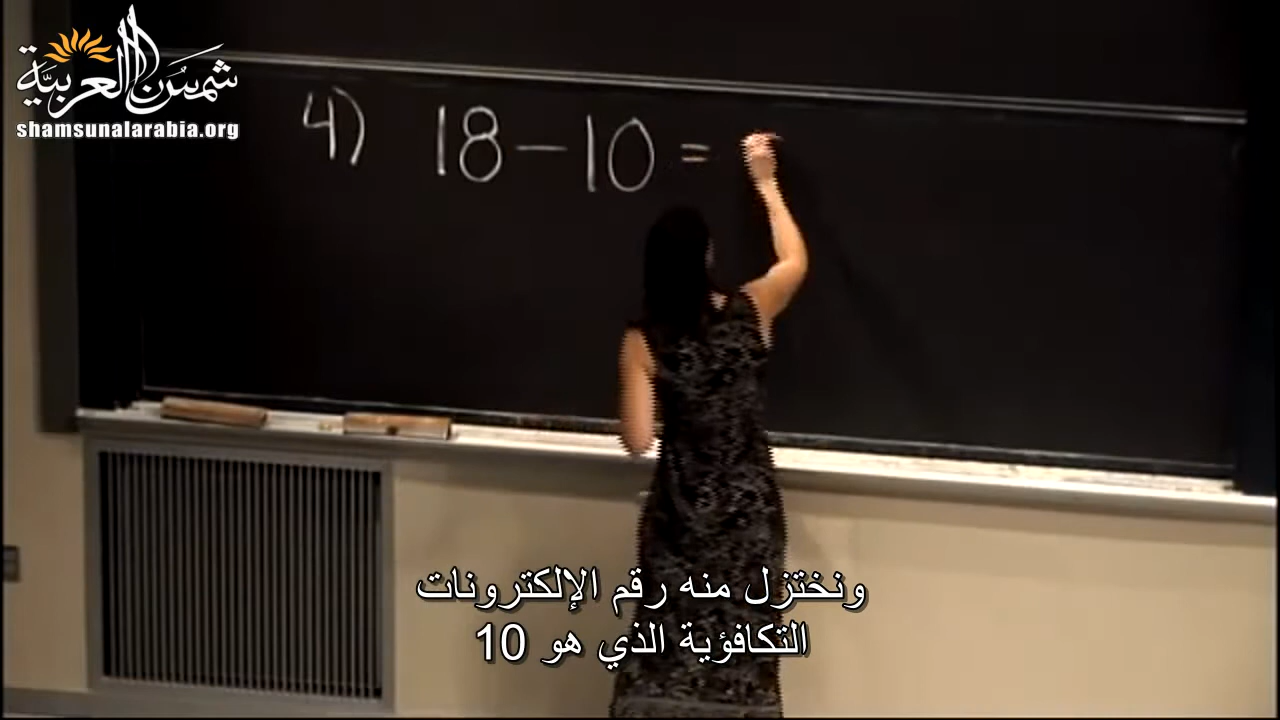 شمس العربية
shamsunalarabia.org
4) 18 - 10 =
ونختزل منه رقم الإلكترونات
التكافؤية الذي هو 10